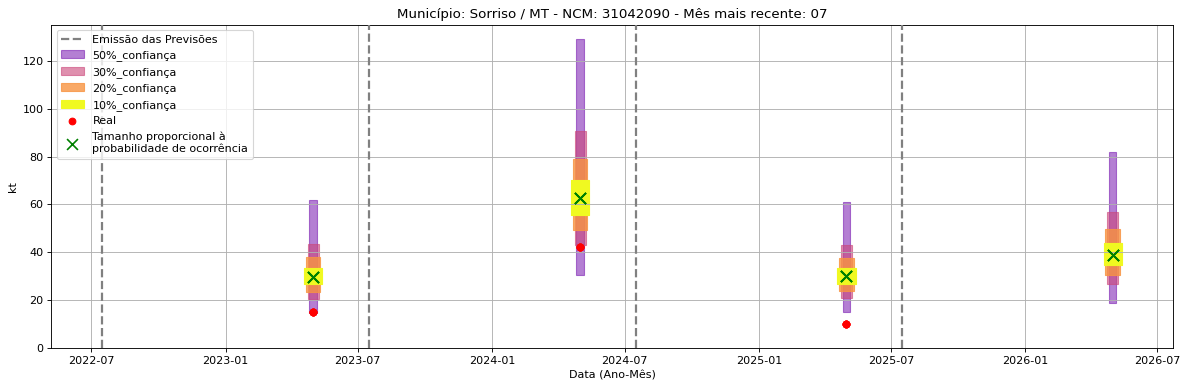 Município: Sorriso / MT - NCM: 31042090 - Mês mais recente: 07
Emissão das Previsões
50%_confiança
30%_confiança
20%_confiança
10%_confiança
Real
Tamanho proporcional à
probabilidade de ocorrência
kt
120
100
80
60
40
20
0
2022-07 2023-01 2023-07 2024-01 2024-07 2025-01 2025-07 2026-01 2026-07
Data (Ano-Mês)